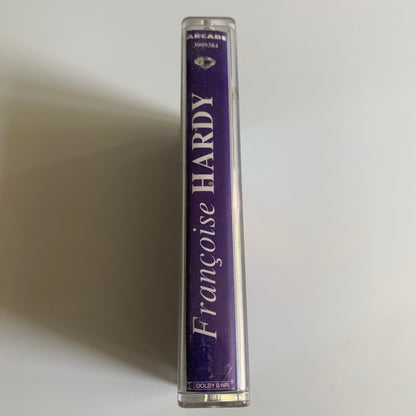 ARCADE
3009384
Françoise HARDY
DOLBY B NR